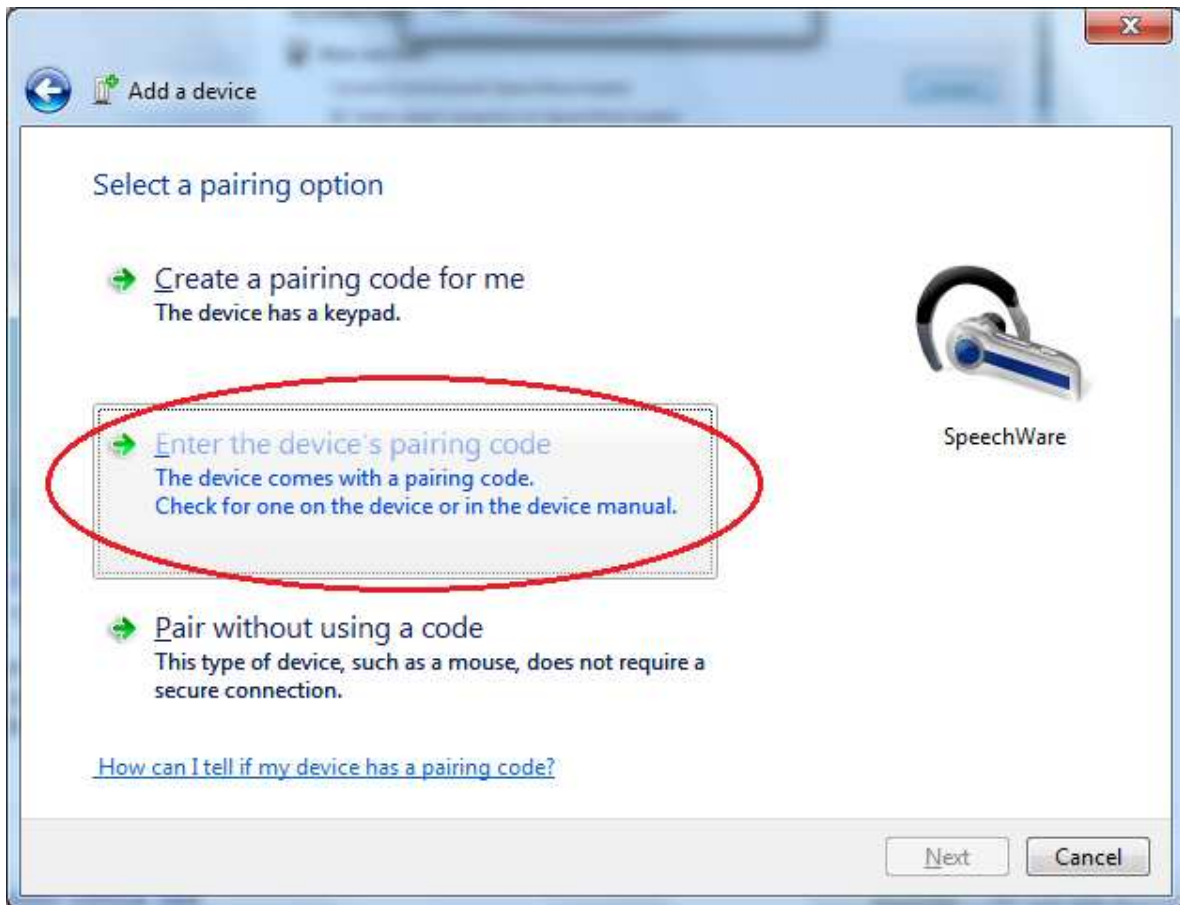 Add a device
Select a pairing option
Create a pairing code for me
The device has a keypad.
Enter the device's pairing code
The device comes with a pairing code.
Check for one on the device or in the device manual.
SpeechWare
Pair without using a code
This type of device, such as a mouse, does not require a
secure connection.
How can I tell if my device has a pairing code?
Next
Cancel